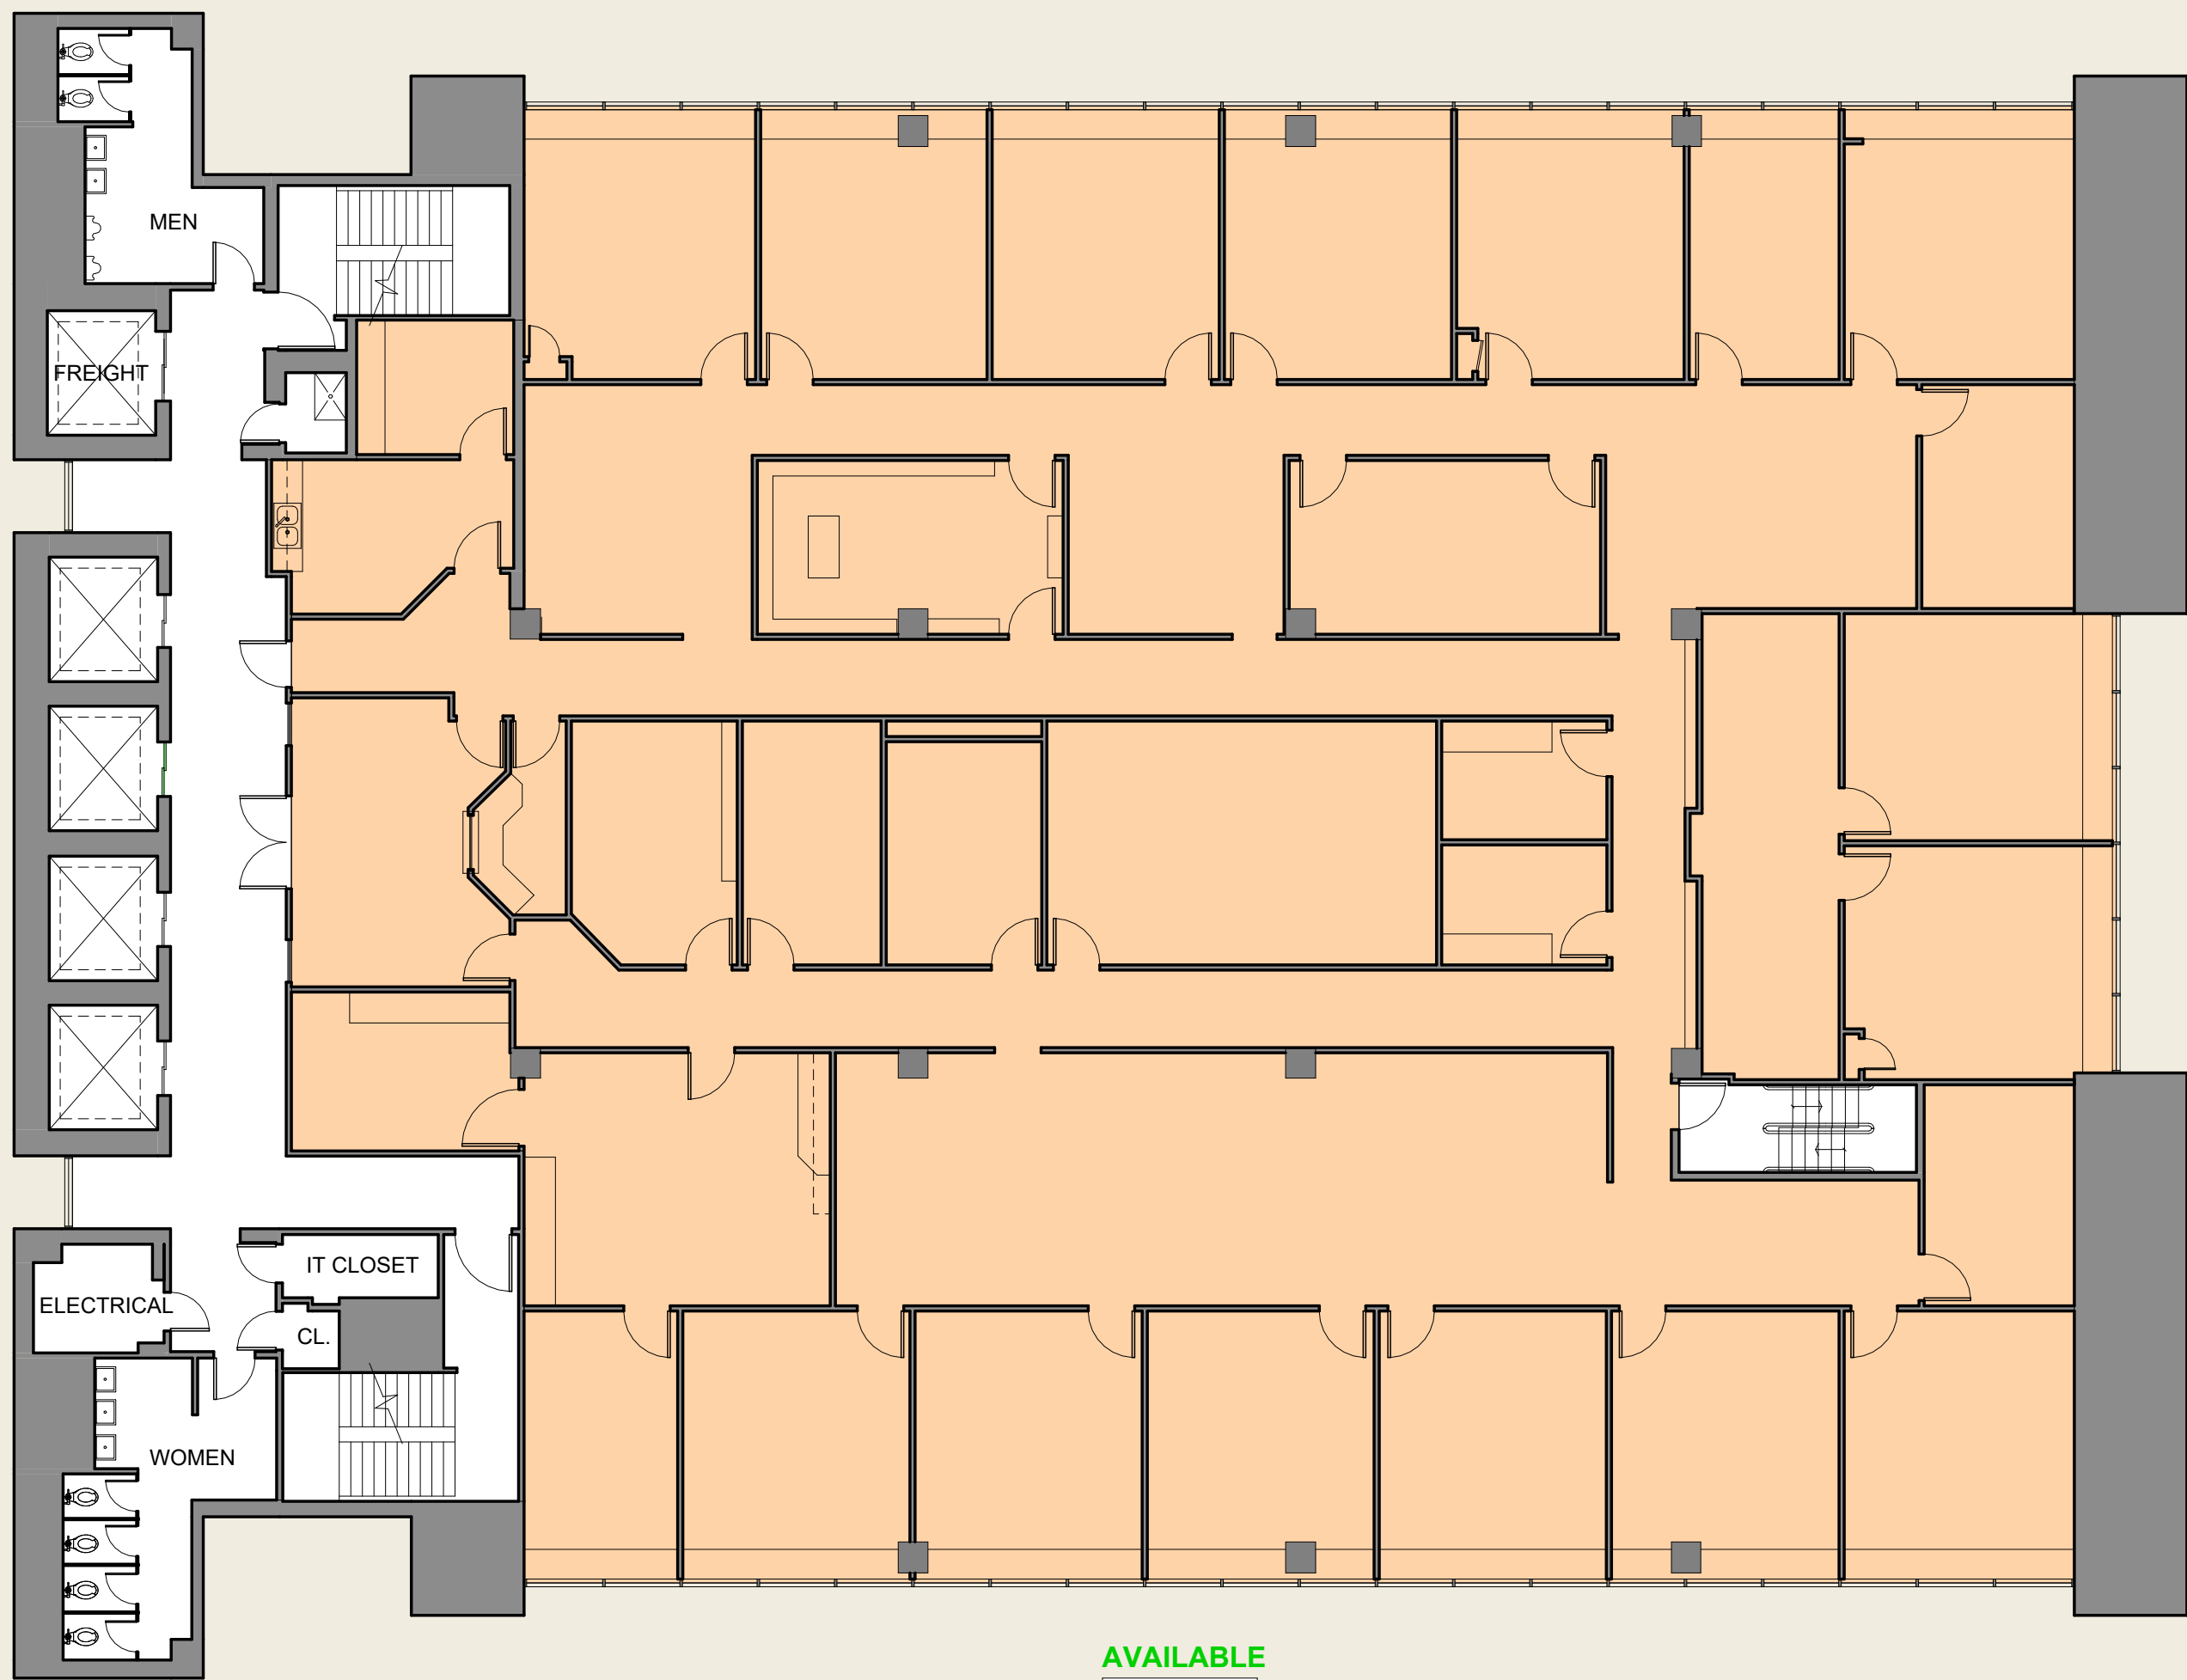 MEN
FREIGHT
IT CLOSET
ELECTRICAL
CL.
WOMEN
AVAILABLE